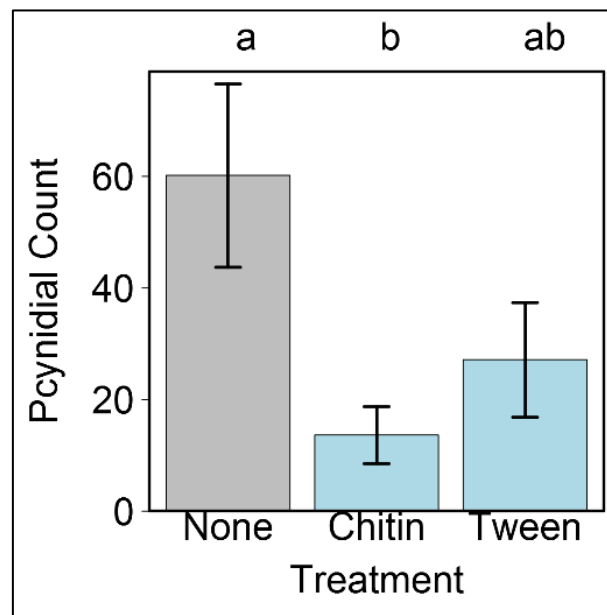 a b ab
Pcynidial Count
60
40
20
0
None Chitin Tween
Treatment